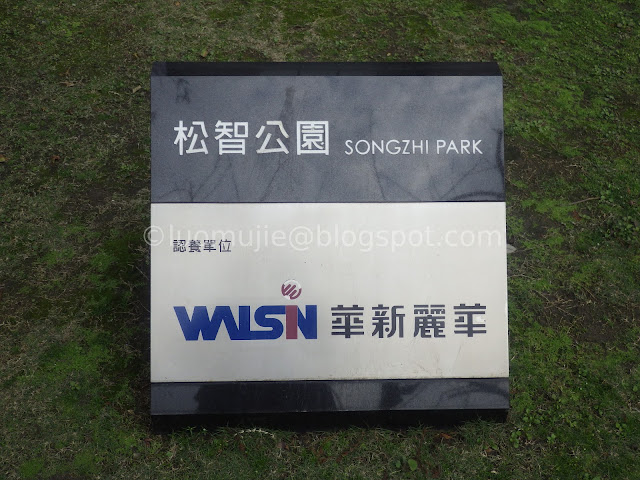 松智公園 SONGZHI PARK
©luomujie@blogspot.com
認養單位
WALSIN 華新麗華